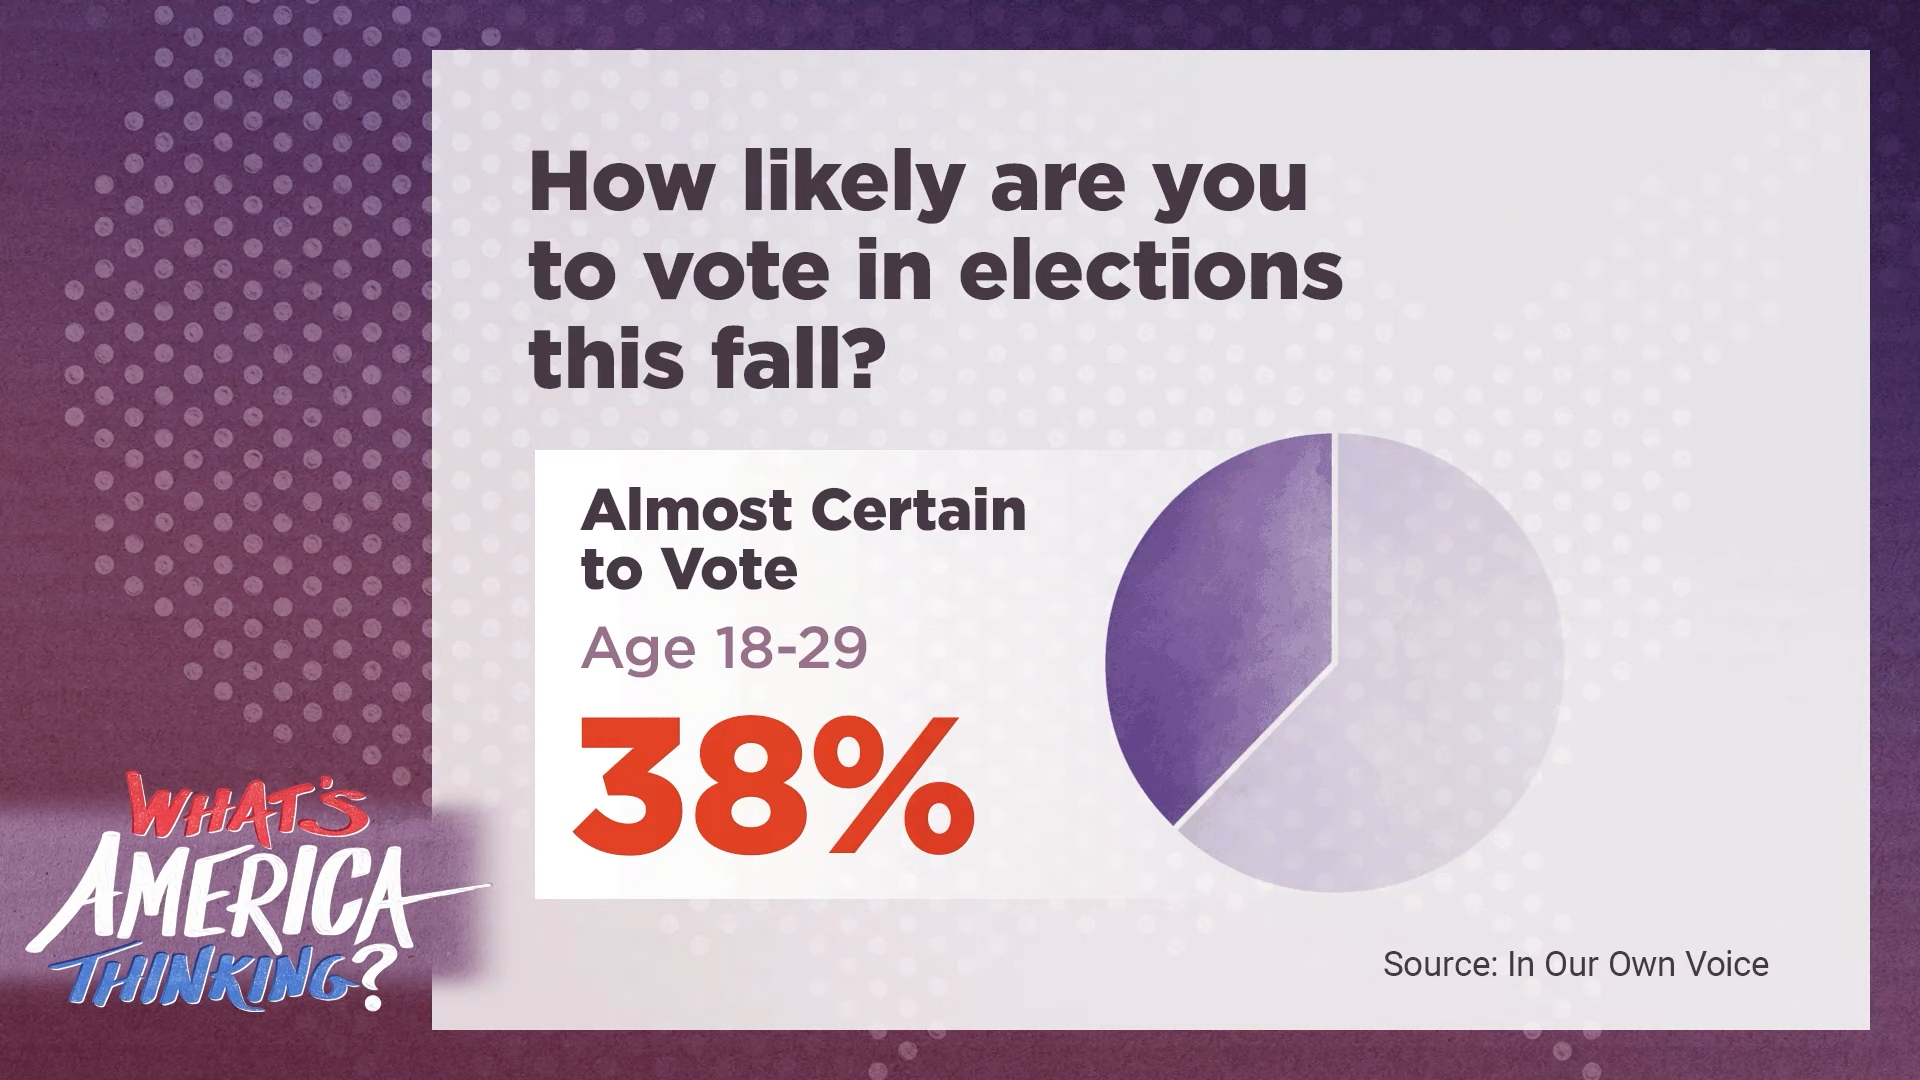 How likely are you
to vote in elections
this fall?
Almost Certain
to Vote
Age 18-29
38%
WHAT'S
AMERICA
THINKING?
Source: In Our Own Voice